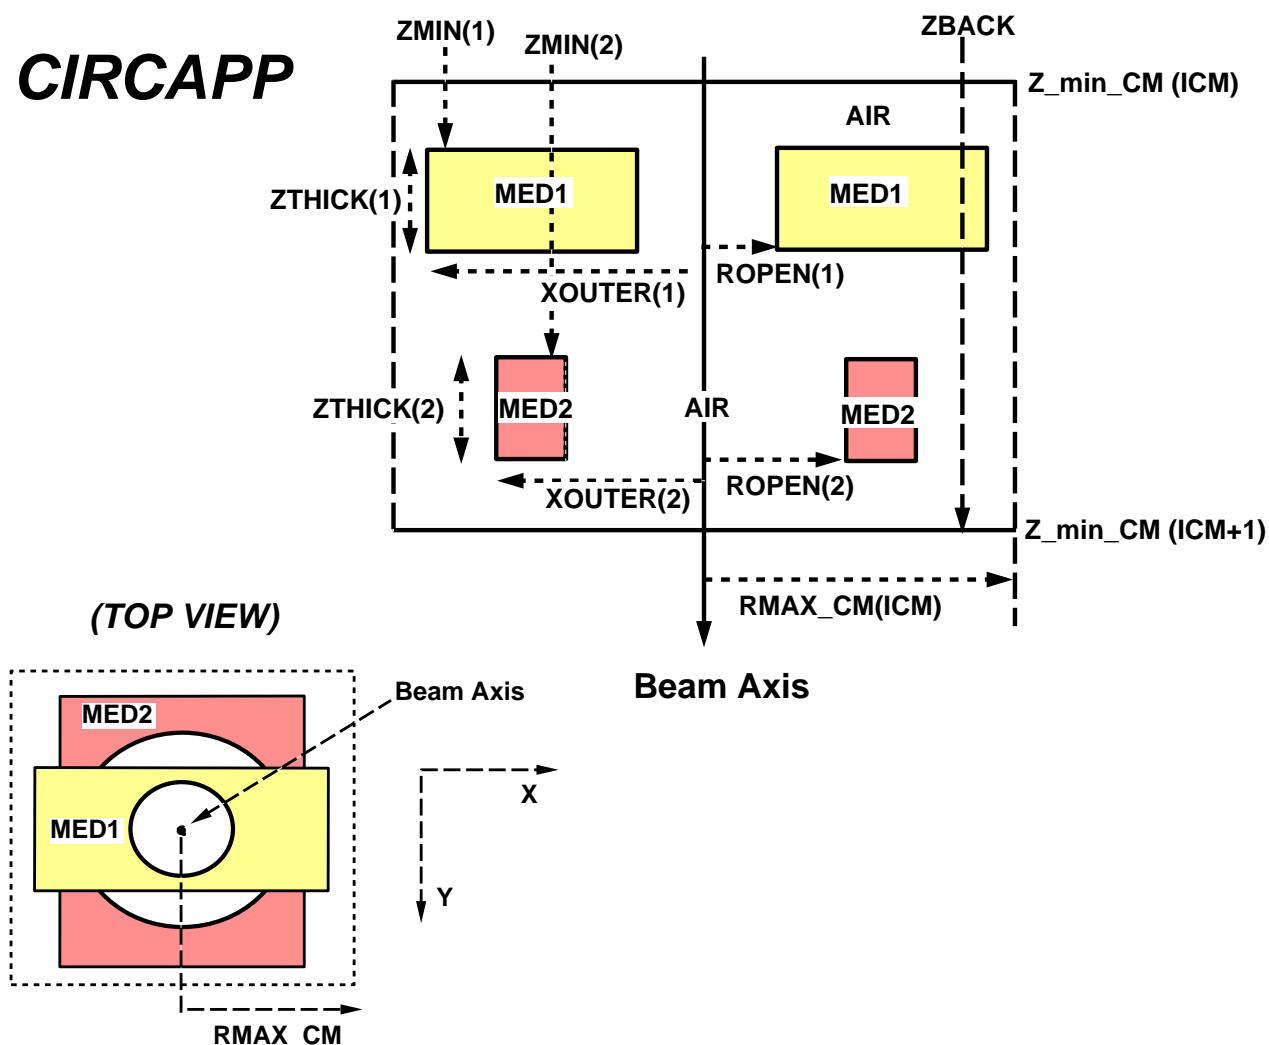 ZMIN(1)
ZMIN(2)
ZBACK
CIRCAPP
Z_min_CM (ICM)
AIR
MED1
MED1
ZTHICK(1)
ROPEN(1)
XOUTER(1)
ZTHICK(2)
MED2
AIR
MED2
ROPEN(2)
XOUTER(2)
Z_min_CM (ICM+1)
RMAX_CM(ICM)
(TOP VIEW)
Beam Axis
Beam Axis
MED2
X
MED1
Y
RMAX CM